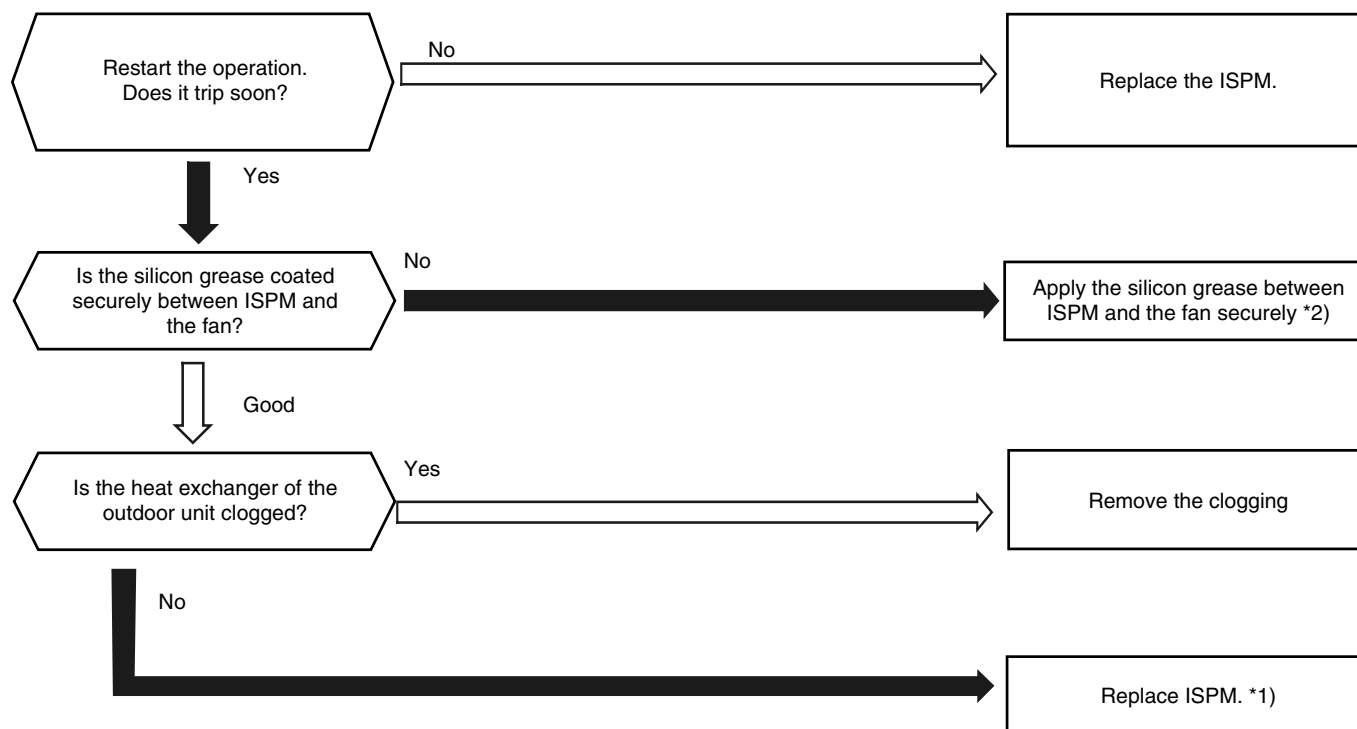 Restart the operation.
Does it trip soon?
No
Replace the ISPM.
Yes
Is the silicon grease coated
securely between ISPM and
the fan?
No
Apply the silicon grease between
ISPM and the fan securely *2)
Good
Is the heat exchanger of the
outdoor unit clogged?
Yes
Remove the clogging
No
Replace ISPM. *1)